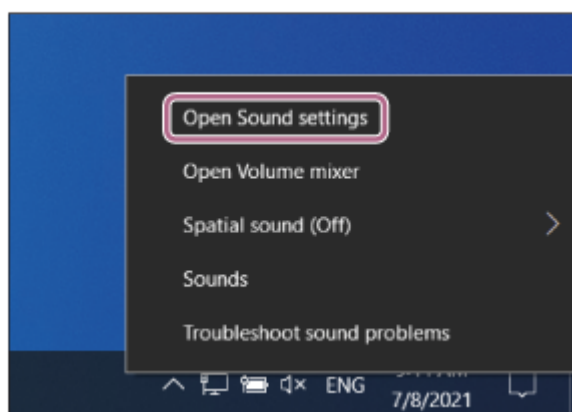 Open Sound settings
Open Volume mixer
Spatial sound (Off)
Sounds
Troubleshoot sound problems
ENG
7/8/2021